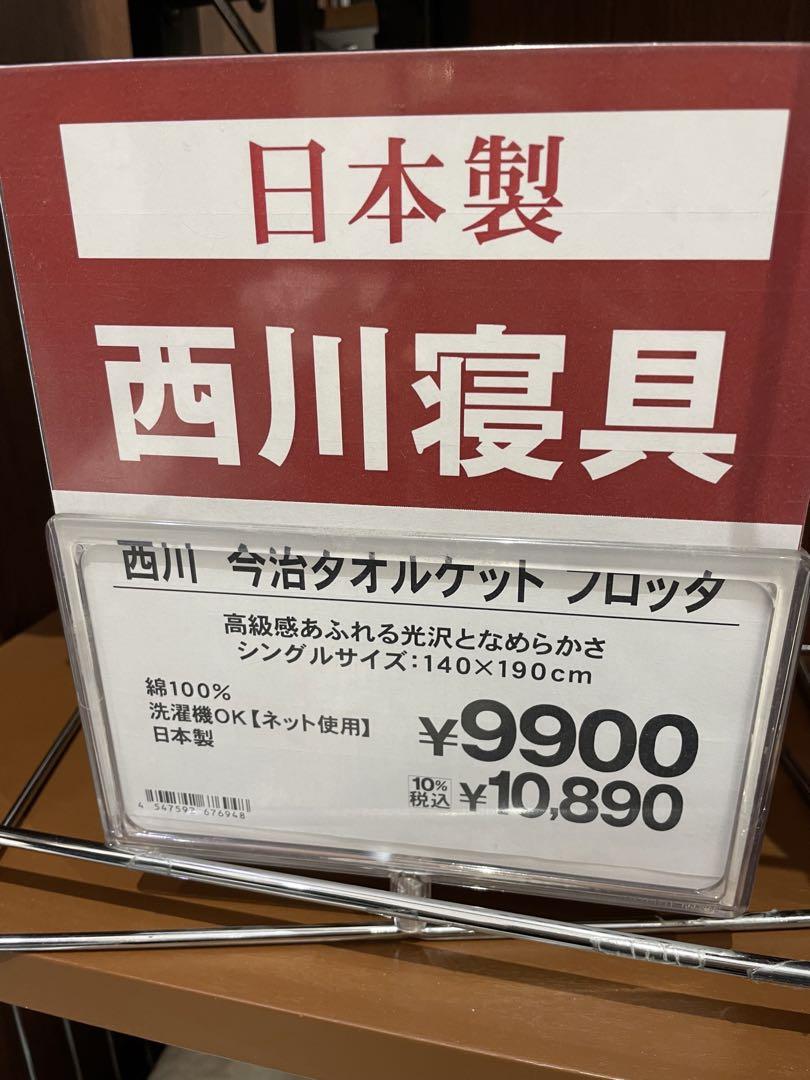 日本製
西川寝具
西川 今治タオルケット フロッタ
高級感あふれる光沢となめらかさ
シングルサイズ:140×190cm
綿100%
洗濯機OK【ネット使用】
日本製
¥9900
10%税込 ¥10,890